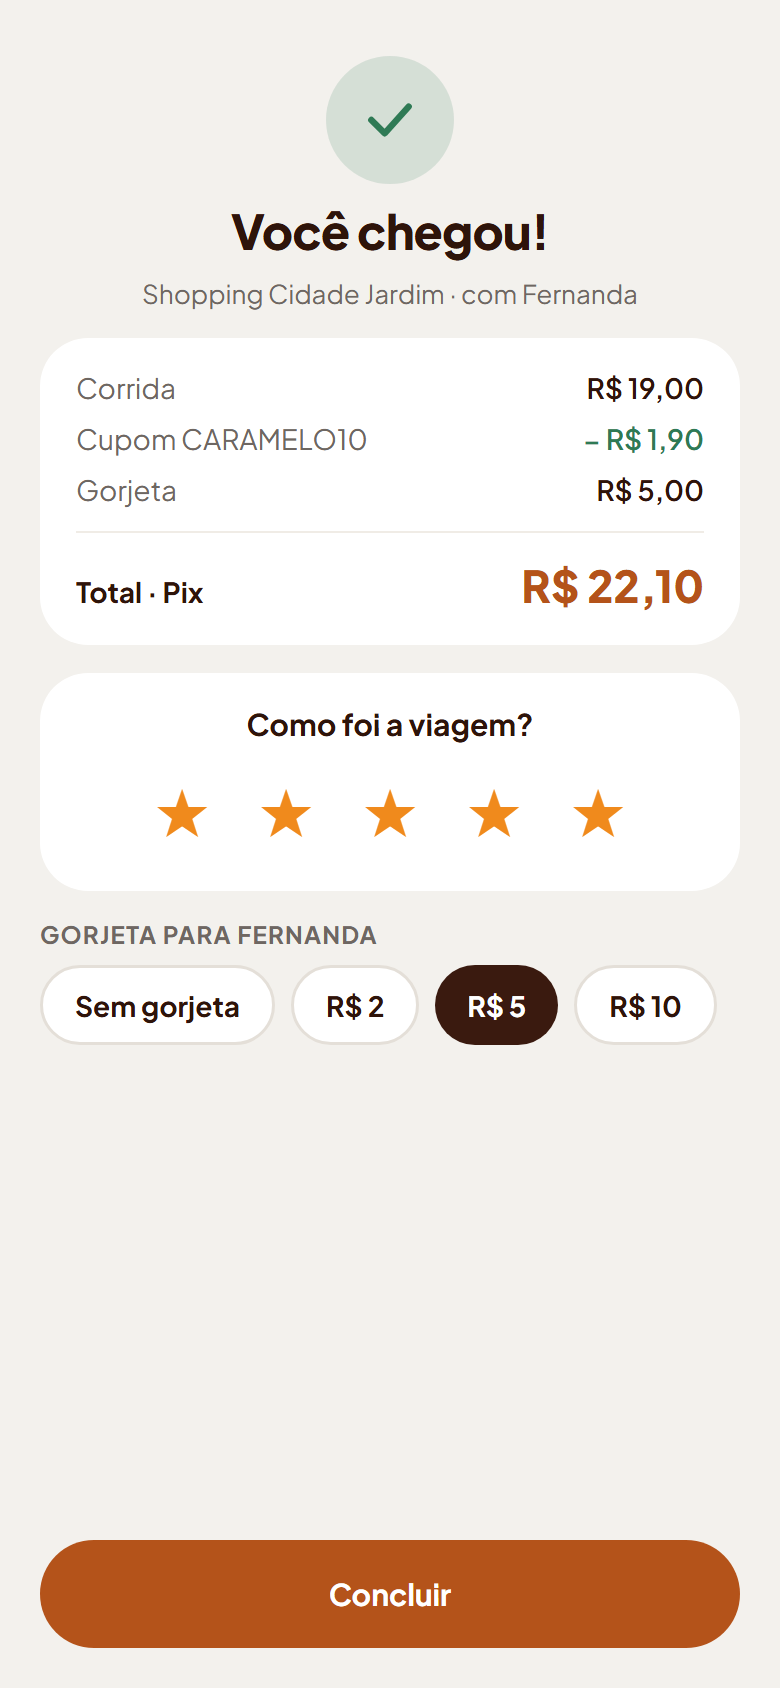 Você chegou!
Shopping Cidade Jardim · com Fernanda
Corrida R$ 19,00
Cupom CARAMELO10 – R$ 1,90
Gorjeta R$ 5,00
Total · Pix R$ 22,10
Como foi a viagem?
GORJETA PARA FERNANDA
Sem gorjeta R$ 2 R$ 5 R$ 10
Concluir